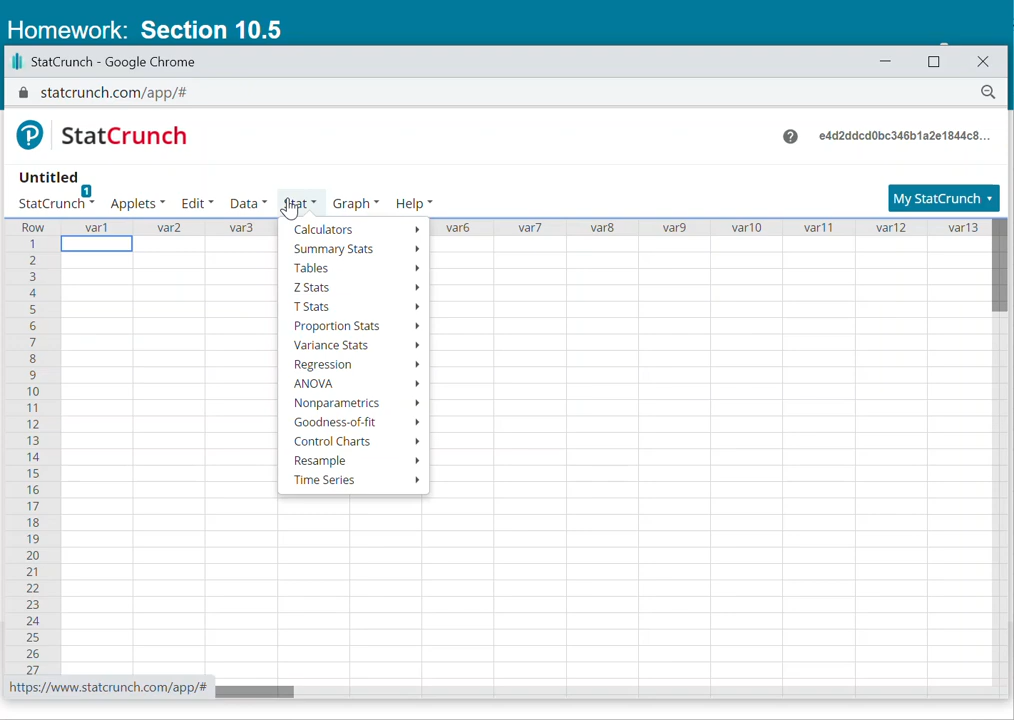 Homework: Section 10.5
StatCrunch - Google Chrome
statcrunch.com/app/#
StatCrunch
e4d2ddcd0bc346b1a2e1844c8...
Untitled
1
StatCrunch Applets Edit Data Stat Graph Help
My StatCrunch
Row var1 var2 var3 var6 var7 var8 var9 var10 var11 var12 var13
Calculators
Summary Stats
Tables
Z Stats
T Stats
Proportion Stats
Variance Stats
Regression
ANOVA
Nonparametrics
Goodness-of-fit
Control Charts
Resample
Time Series
1
2
3
4
5
6
7
8
9
10
11
12
13
14
15
16
17
18
19
20
21
22
23
24
25
26
27
https://www.statcrunch.com/app/#